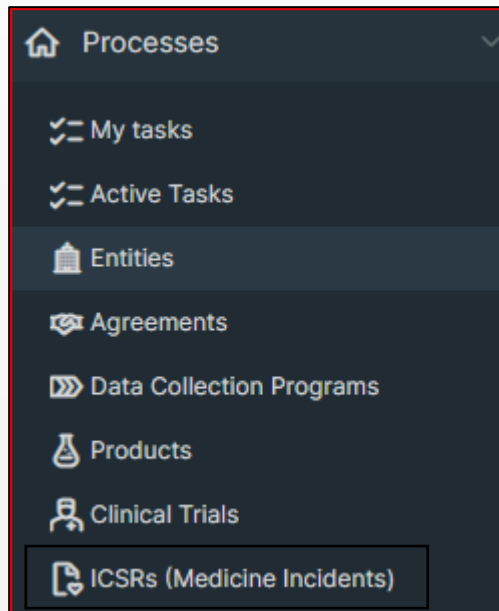 Processes
My tasks
Active Tasks
Entities
Agreements
Data Collection Programs
Products
Clinical Trials
ICSRs (Medicine Incidents)